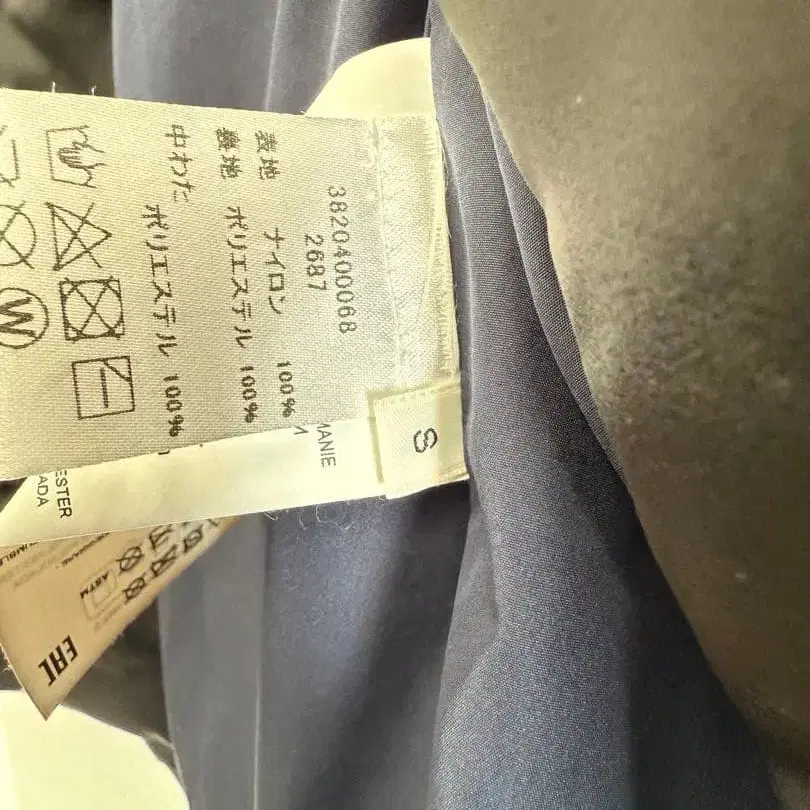 3820400068
2687
表地 ナイロン 100%
裏地 ポリエステル 100%
中わた ポリエステル 100%
W
S
MANIE
ESTER
ADA
EAC